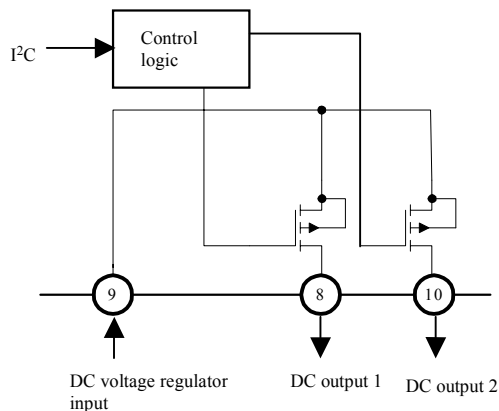 Control
logic
I²C
9
8
10
DC voltage regulator
input
DC output 1
DC output 2